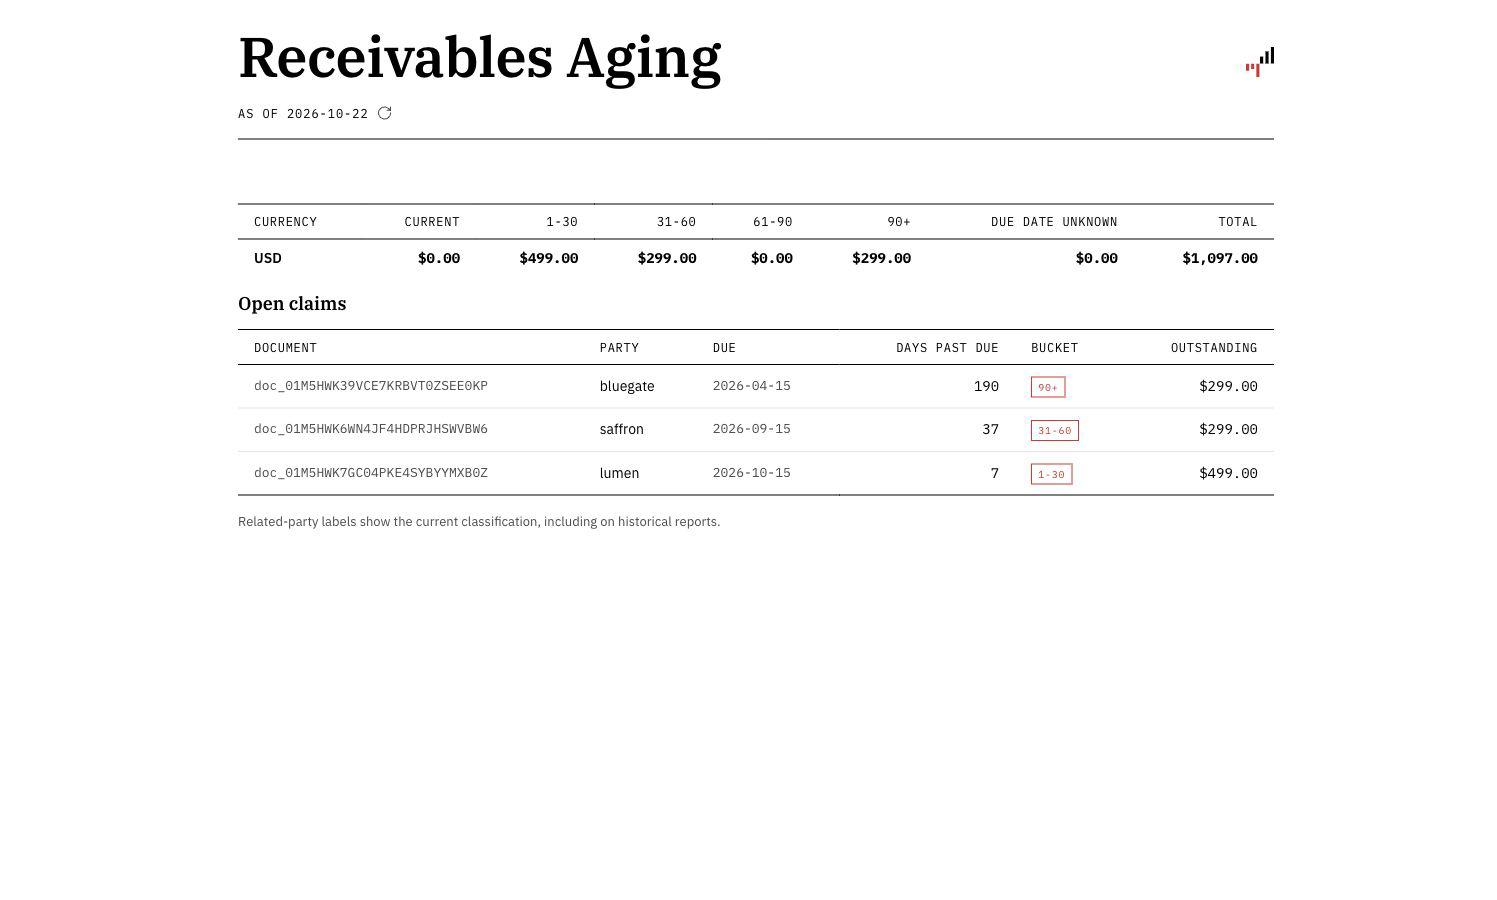 Receivables Aging
AS OF 2026-10-22
CURRENCY CURRENT 1-30 31-60 61-90 90+ DUE DATE UNKNOWN TOTAL
USD $0.00 $499.00 $299.00 $0.00 $299.00 $0.00 $1,097.00
Open claims
DOCUMENT PARTY DUE DAYS PAST DUE BUCKET OUTSTANDING
doc_01M5HWK39VCE7KRBVT0ZSEE0KP bluegate 2026-04-15 190 90+ $299.00
doc_01M5HWK6WN4JF4HDPRJHSWVBW6 saffron 2026-09-15 37 31-60 $299.00
doc_01M5HWK7GC04PKE4SYBYYMXB0Z lumen 2026-10-15 7 1-30 $499.00
Related-party labels show the current classification, including on historical reports.